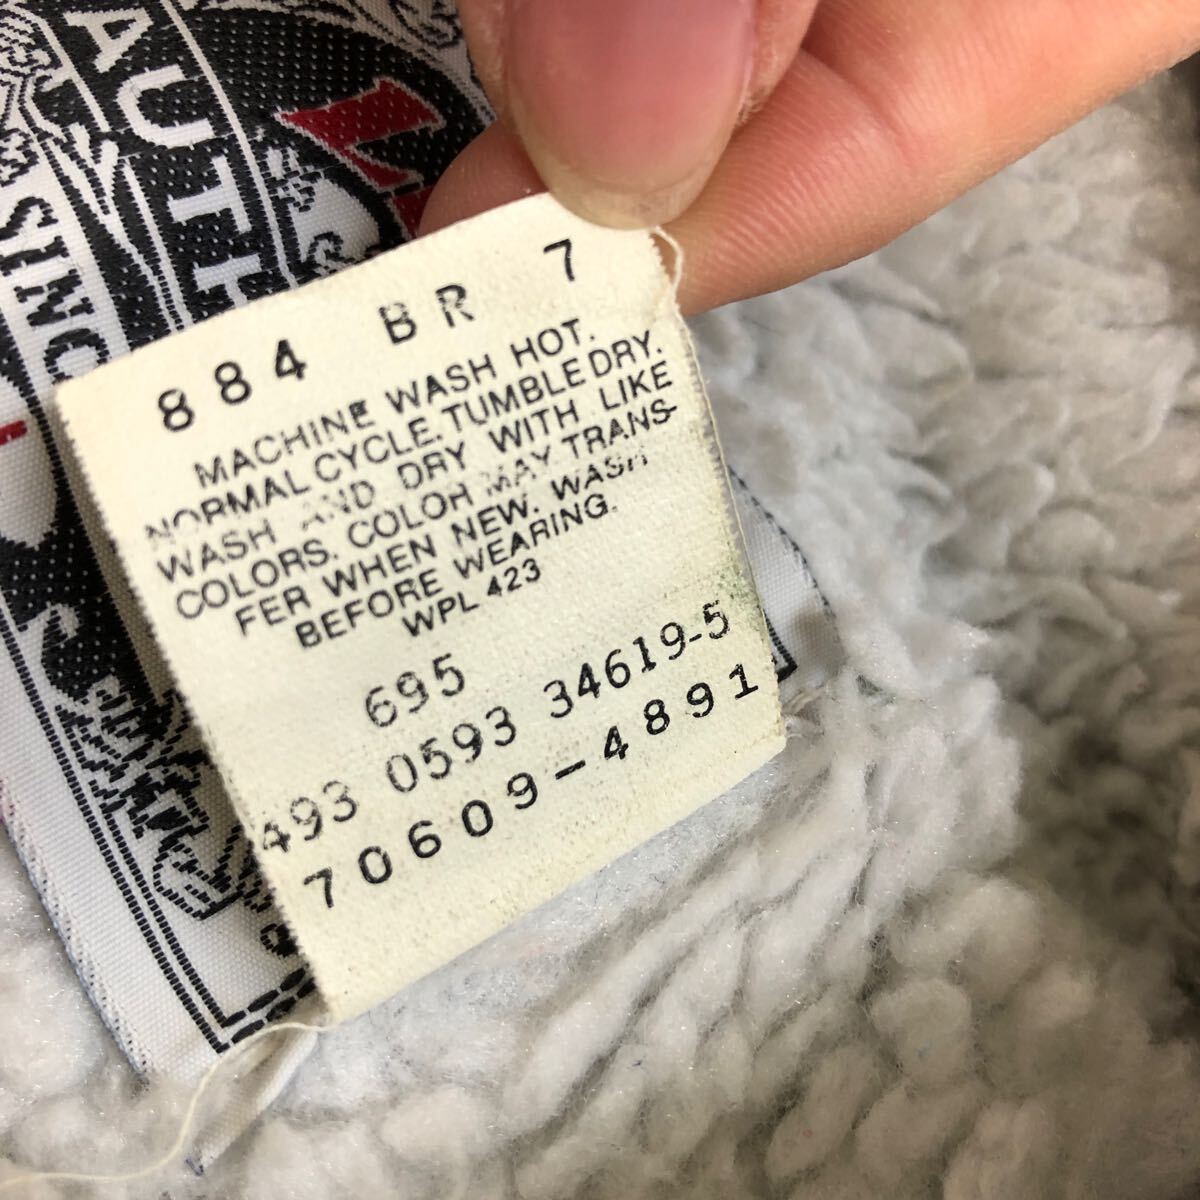 AUTH
SINC
884 BR 7
MACHINE WASH HOT.
NORMAL CYCLE. TUMBLE DRY.
WASH AND DRY WITH LIKE
COLORS. COLOR MAY TRANS-
FER WHEN NEW. WASH
BEFORE WEARING.
WPL 423
695
493 0593 34619-5
70609-4891